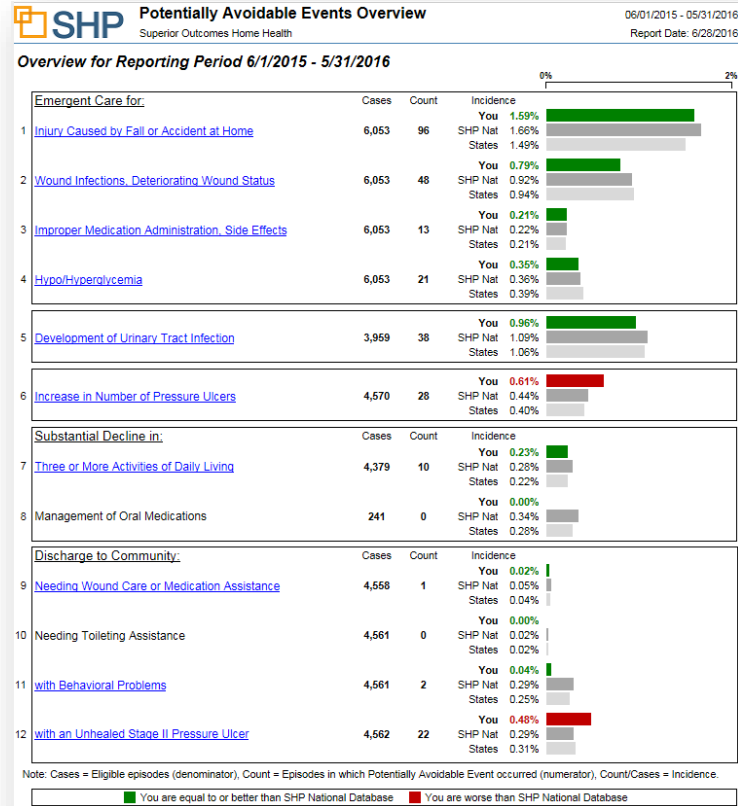 SHP
Potentially Avoidable Events Overview
Superior Outcomes Home Health
06/01/2015 - 05/31/2016
Report Date: 6/28/2016
Overview for Reporting Period 6/1/2015 - 5/31/2016
0% 2%
Emergent Care for: Cases Count Incidence
You 1.59%
1 Injury Caused by Fall or Accident at Home 6,053 96 SHP Nat 1.66%
States 1.49%
You 0.79%
2 Wound Infections, Deteriorating Wound Status 6,053 48 SHP Nat 0.92%
States 0.94%
You 0.21%
3 Improper Medication Administration, Side Effects 6,053 13 SHP Nat 0.22%
States 0.21%
You 0.35%
4 Hypo/Hyperglycemia 6,053 21 SHP Nat 0.36%
States 0.39%
You 0.96%
5 Development of Urinary Tract Infection 3,959 38 SHP Nat 1.09%
States 1.06%
You 0.61%
6 Increase in Number of Pressure Ulcers 4,570 28 SHP Nat 0.44%
States 0.40%
Substantial Decline in: Cases Count Incidence
You 0.23%
7 Three or More Activities of Daily Living 4,379 10 SHP Nat 0.28%
States 0.22%
You 0.00%
8 Management of Oral Medications 241 0 SHP Nat 0.34%
States 0.28%
Discharge to Community: Cases Count Incidence
You 0.02%
9 Needing Wound Care or Medication Assistance 4,558 1 SHP Nat 0.05%
States 0.04%
You 0.00%
10 Needing Toileting Assistance 4,561 0 SHP Nat 0.02%
States 0.02%
You 0.04%
11 with Behavioral Problems 4,561 2 SHP Nat 0.29%
States 0.25%
You 0.48%
12 with an Unhealed Stage II Pressure Ulcer 4,562 22 SHP Nat 0.29%
States 0.31%
Note: Cases = Eligible episodes (denominator), Count = Episodes in which Potentially Avoidable Event occurred (numerator), Count/Cases = Incidence.
You are equal to or better than SHP National Database You are worse than SHP National Database